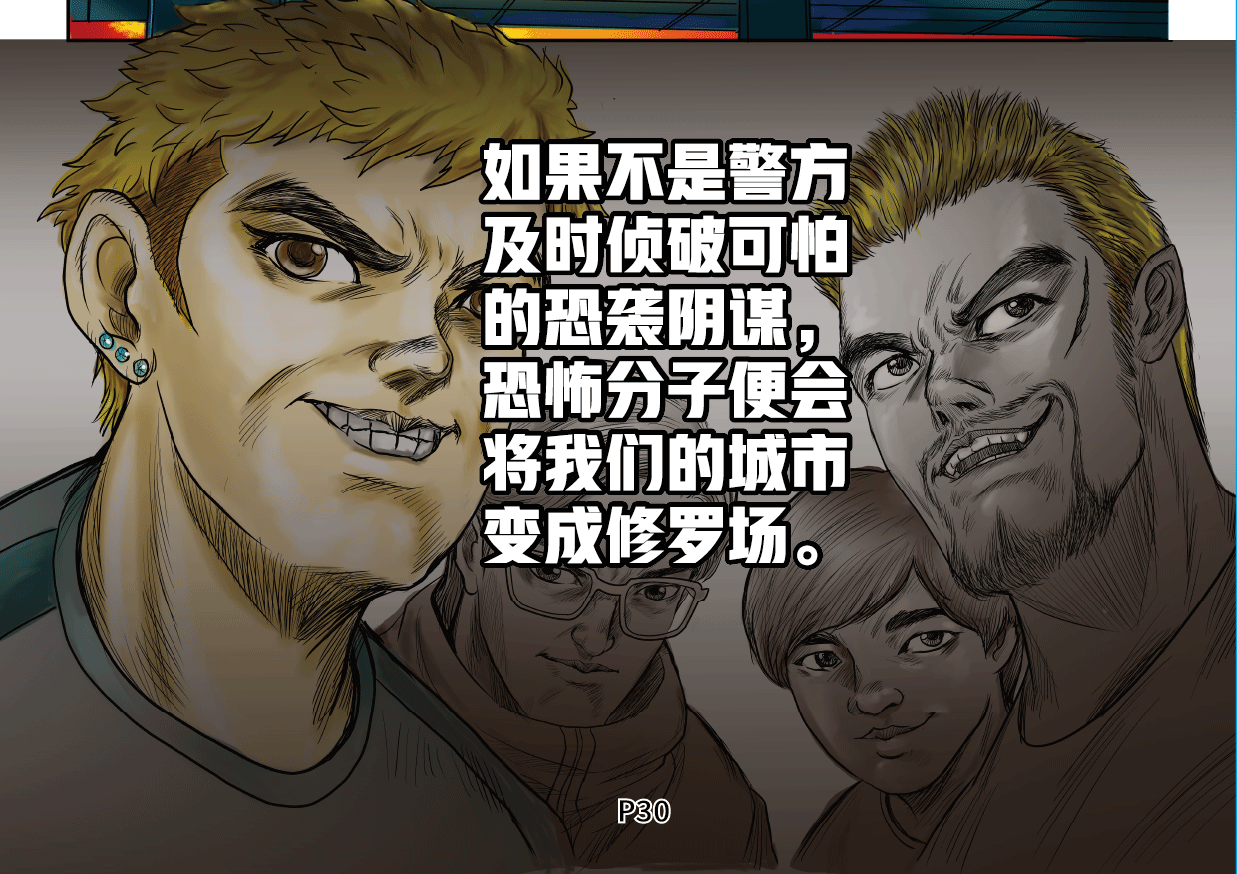 如果不是警方
及时侦破可怕
的恐袭阴谋，
恐怖分子便会
将我们的城市
变成修罗场。
P30